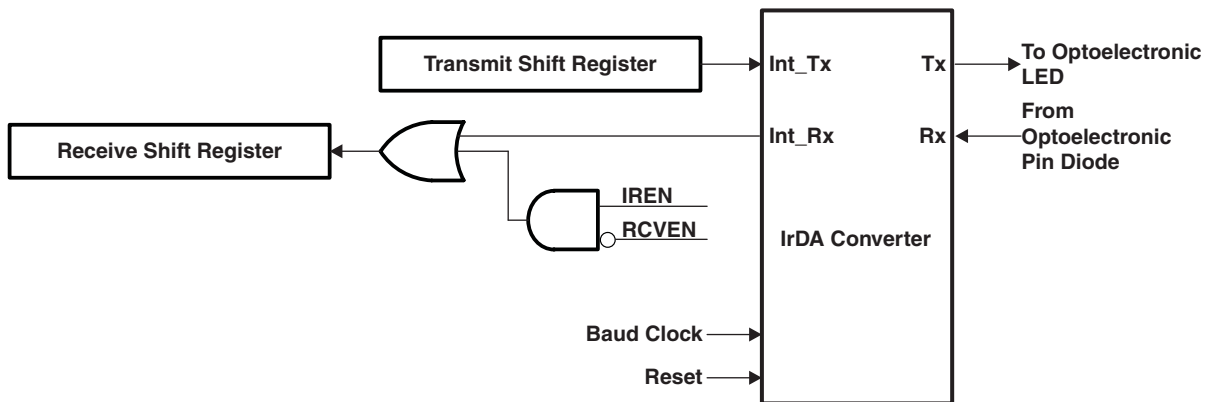 Transmit Shift Register
Int_Tx
Tx
To Optoelectronic
LED
Receive Shift Register
Int_Rx
Rx
From
Optoelectronic
Pin Diode
IREN
RCVEN
IrDA Converter
Baud Clock
Reset